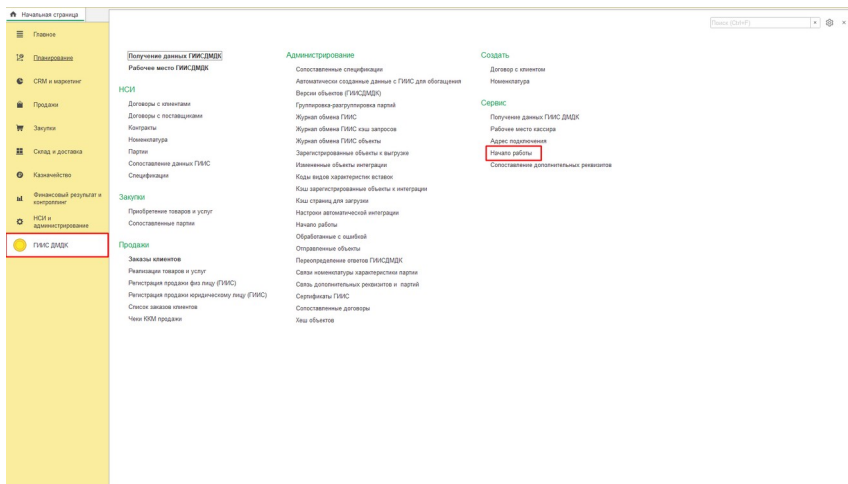 Начальная страница
Поиск (Ctrl+F)
Главное
Планирование
CRM и маркетинг
Продажи
Закупки
Склад и доставка
Казначейство
Финансовый результат и
контроллинг
НСИ и
администрирование
ГИИС ДМДК
Получение данных ГИИСДМДК
Рабочее место ГИИСДМДК
НСИ
Договоры с клиентами
Договоры с поставщиками
Контракты
Номенклатура
Партии
Сопоставление данных ГИИС
Спецификации
Закупки
Приобретение товаров и услуг
Сопоставленные партии
Продажи
Заказы клиентов
Реализации товаров и услуг
Регистрация продажи физ лицу (ГИИС)
Регистрация продажи юридическому лицу (ГИИС)
Список заказов клиентов
Чеки ККМ продажи
Администрирование
Сопоставленные спецификации
Автоматически созданные данные с ГИИС для обогащения
Версии объектов (ГИИСДМДК)
Группировка-разгруппировка партий
Журнал обмена ГИИС
Журнал обмена ГИИС кэш запросов
Журнал обмена ГИИС объекты
Зарегистрированные объекты к выгрузке
Измененные объекты интеграции
Коды видов характеристик вставок
Кэш зарегистрированные объекты к интеграции
Кэш страниц для загрузки
Настроки автоматической интеграции
Начало работы
Обработанные с ошибкой
Отправленные объекты
Переопределение ответов ГИИСДМДК
Связи номенклатуры характеристики партии
Связь дополнительных реквизитов и партий
Сертификаты ГИИС
Сопоставленные договоры
Хеш объектов
Создать
Договор с клиентом
Номенклатура
Сервис
Получение данных ГИИС ДМДК
Рабочее место кассира
Адрес подключения
Начало работы
Сопоставление дополнительных реквизитов